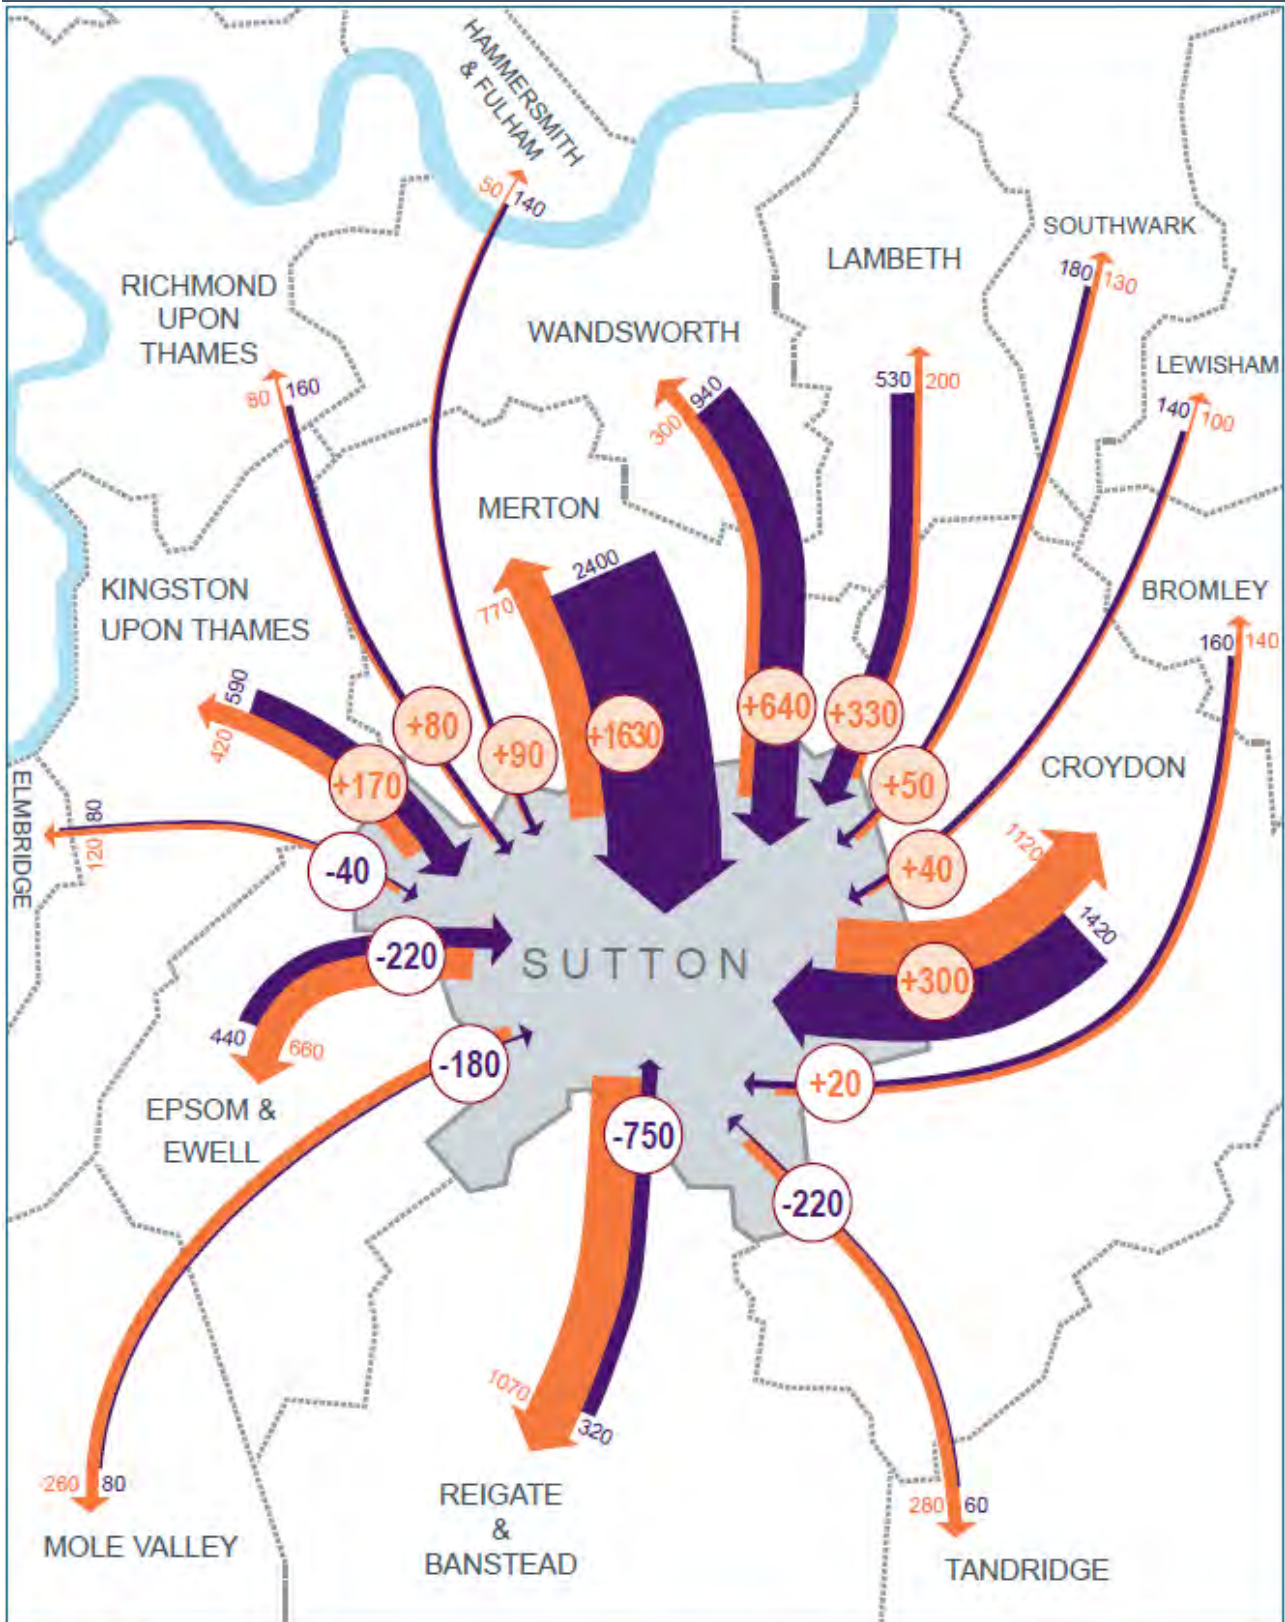 HAMMERSMITH
& FULHAM
50
140
SOUTHWARK
180
130
LAMBETH
RICHMOND
UPON
THAMES
80
160
WANDSWORTH
300
940
530
200
LEWISHAM
140
100
MERTON
770
2400
KINGSTON
UPON THAMES
590
420
BROMLEY
160
140
+80
+90
+1630
+640
+330
+170
+50
CROYDON
ELMBRIDGE
80
120
-40
+40
1120
1420
-220
SUTTON
+300
440
660
-180
+20
EPSOM &
EWELL
-750
-220
1070
320
260
80
280
60
MOLE VALLEY
REIGATE
&
BANSTEAD
TANDRIDGE